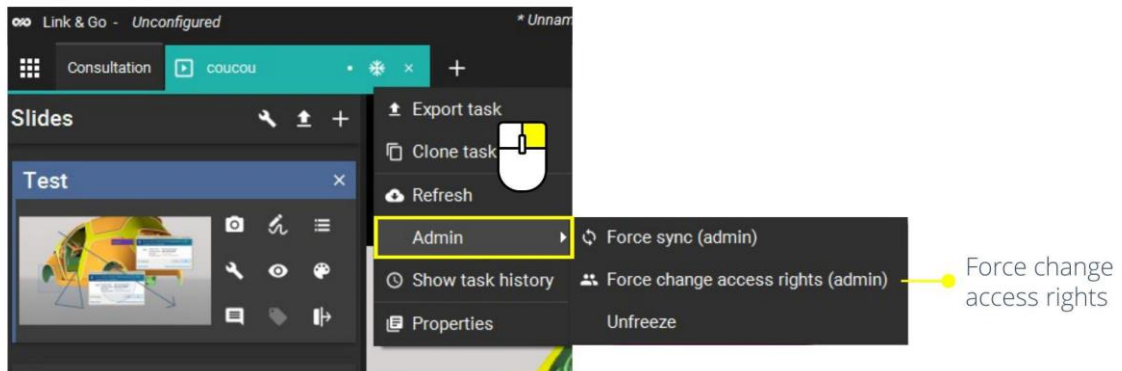 Link & Go - Unconfigured
* Unnam
Consultation
coucou
Slides
Test
Export task
Clone task
Refresh
Admin
Show task history
Properties
Force sync (admin)
Force change access rights (admin)
Unfreeze
Force change
access rights